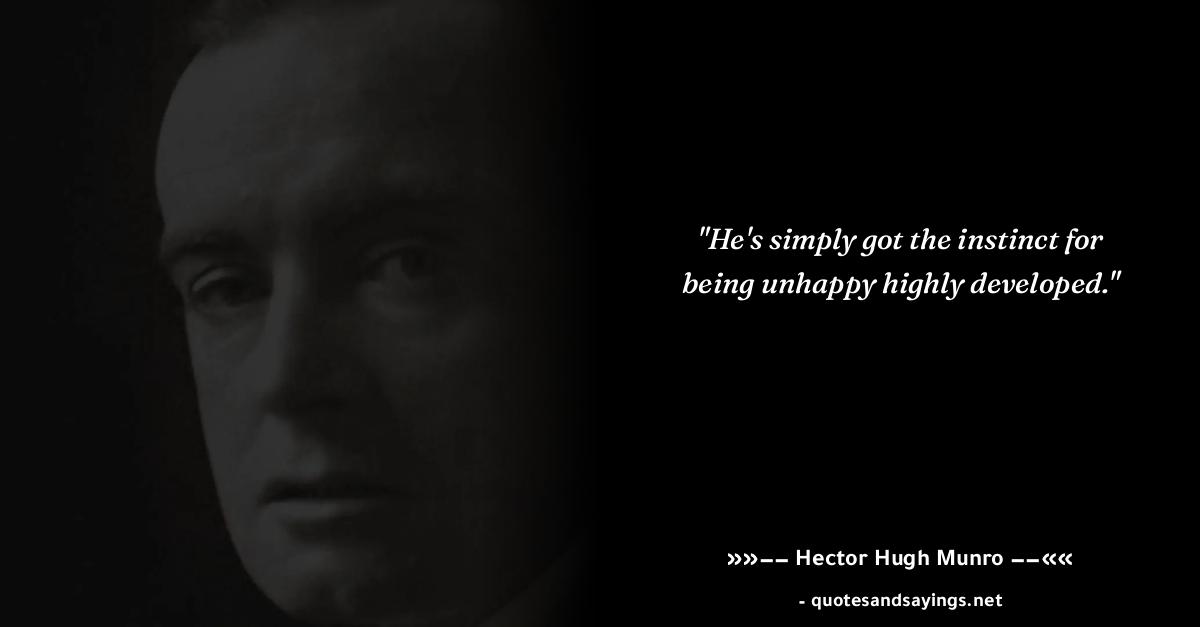 "He's simply got the instinct for
being unhappy highly developed."
»»–– Hector Hugh Munro ––««
- quotesandsayings.net